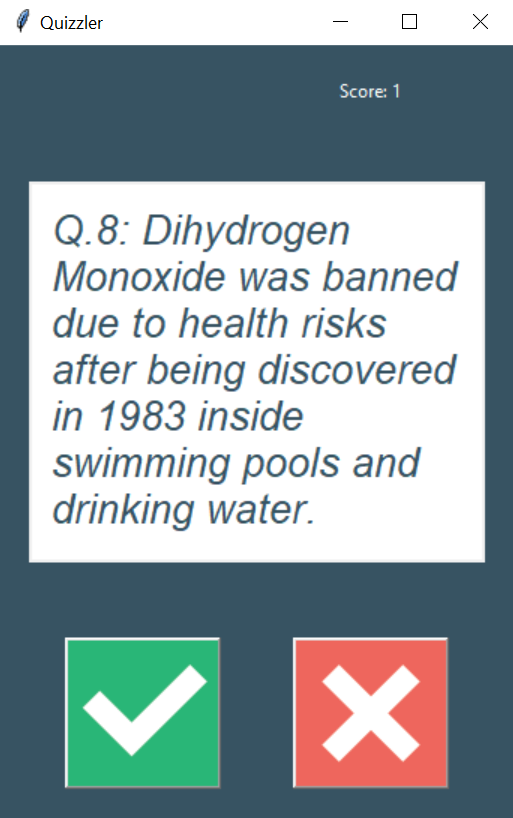 Quizzler
Score: 1
Q.8: Dihydrogen
Monoxide was banned
due to health risks
after being discovered
in 1983 inside
swimming pools and
drinking water.